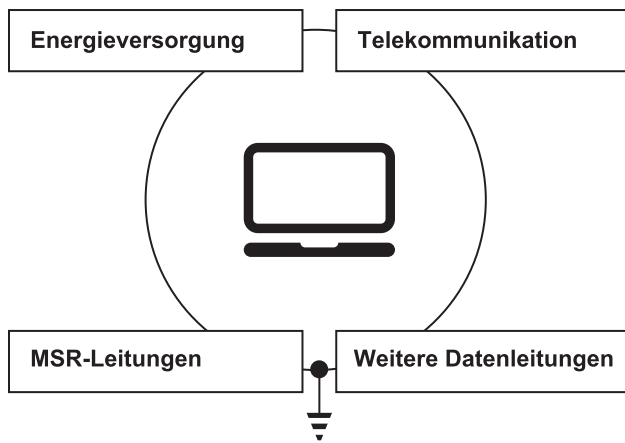 Energieversorgung
Telekommunikation
MSR-Leitungen
Weitere Datenleitungen